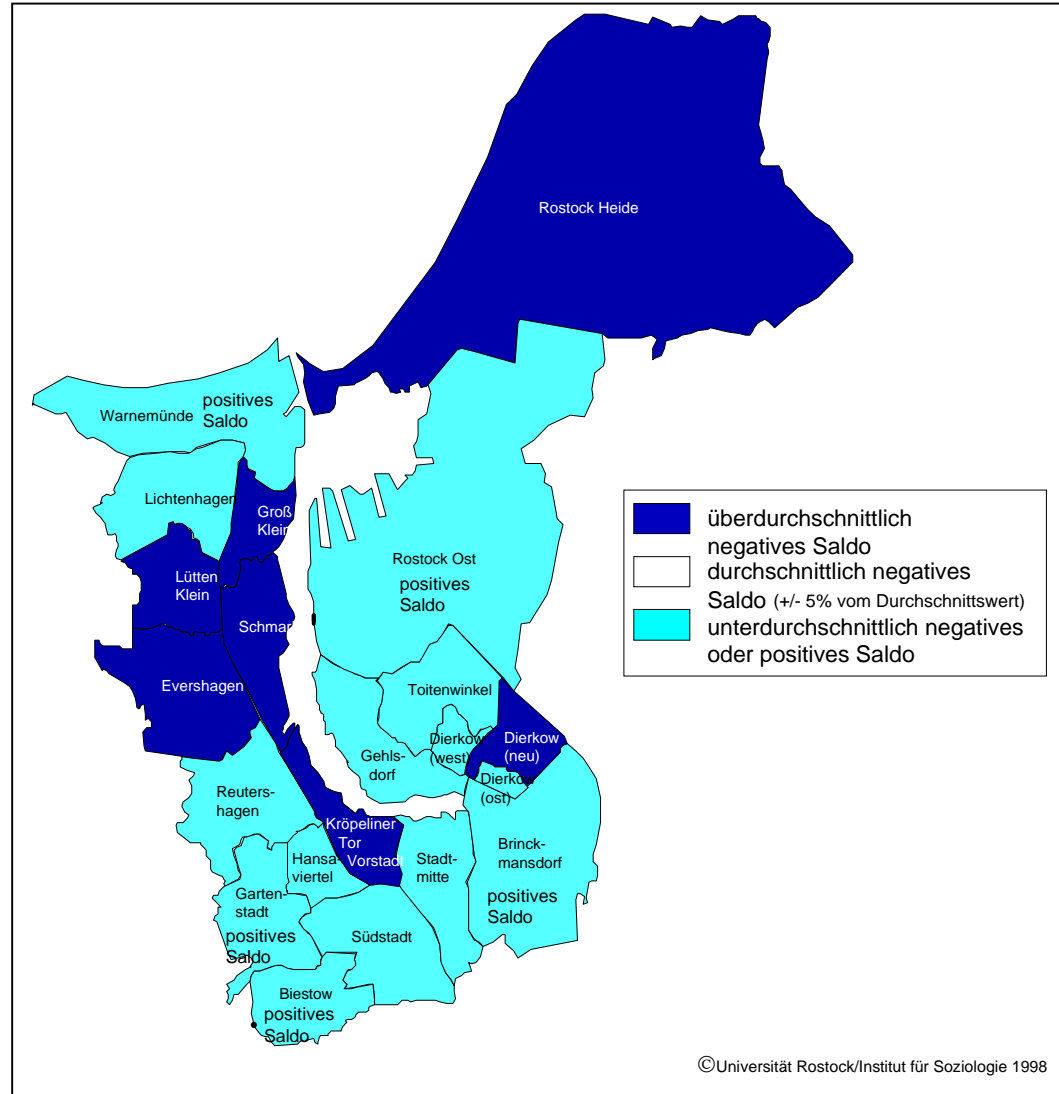 Rostock Heide
Warnemünde
positives
Saldo
Lichtenhagen
Groß
Klein
Lütten
Klein
Schmarl
Evershagen
Rostock Ost
positives
Saldo
Toitenwinkel
Dierkow
(west)
Dierkow
(neu)
Dierkow
(ost)
Gehls-
dorf
Reuters-
hagen
Kröpeliner
Tor
Vorstadt
Hansa-
viertel
Stadt-
mitte
Brinck-
mansdorf
positives
Saldo
Garten-
stadt
positives
Saldo
Südstadt
Biestow
positives
Saldo
überdurchschnittlich
negatives Saldo
durchschnittlich negatives
Saldo (+/- 5% vom Durchschnittswert)
unterdurchschnittlich negatives
oder positives Saldo
©Universität Rostock/Institut für Soziologie 1998